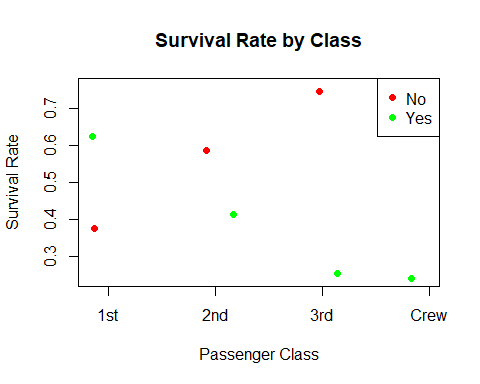 Survival Rate by Class
No
Yes
Survival Rate
0.7
0.6
0.5
0.4
0.3
1st
2nd
3rd
Crew
Passenger Class